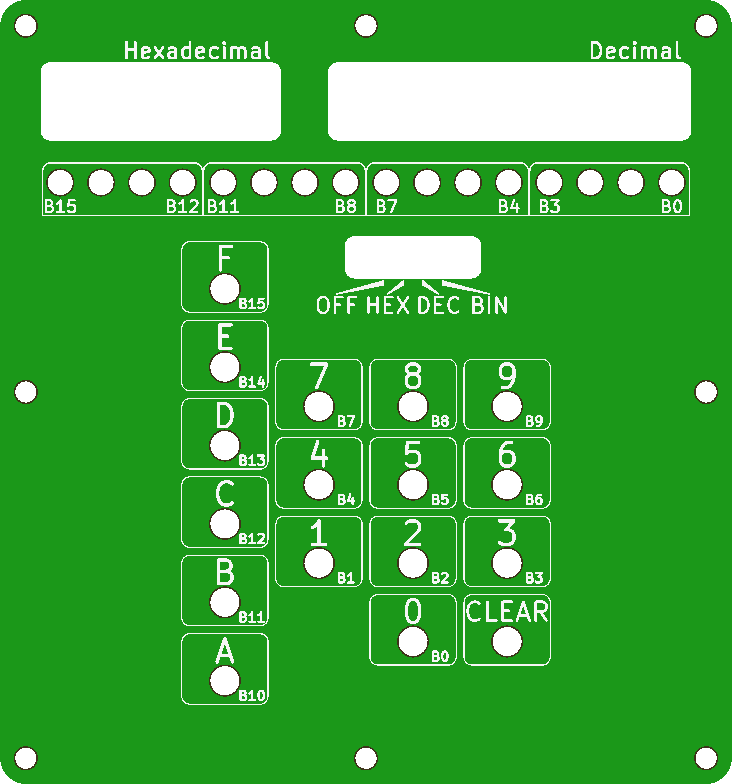 Hexadecimal Decimal
B15 B12 B11 B8 B7 B4 B3 B0
OFF HEX DEC BIN
F
B15
E
B14
7 8 9
D
B7 B8 B9
B13
4 5 6
C
B4 B5 B6
B12
1 2 3
B
B1 B2 B3
B11
0 CLEAR
A
B0
B10